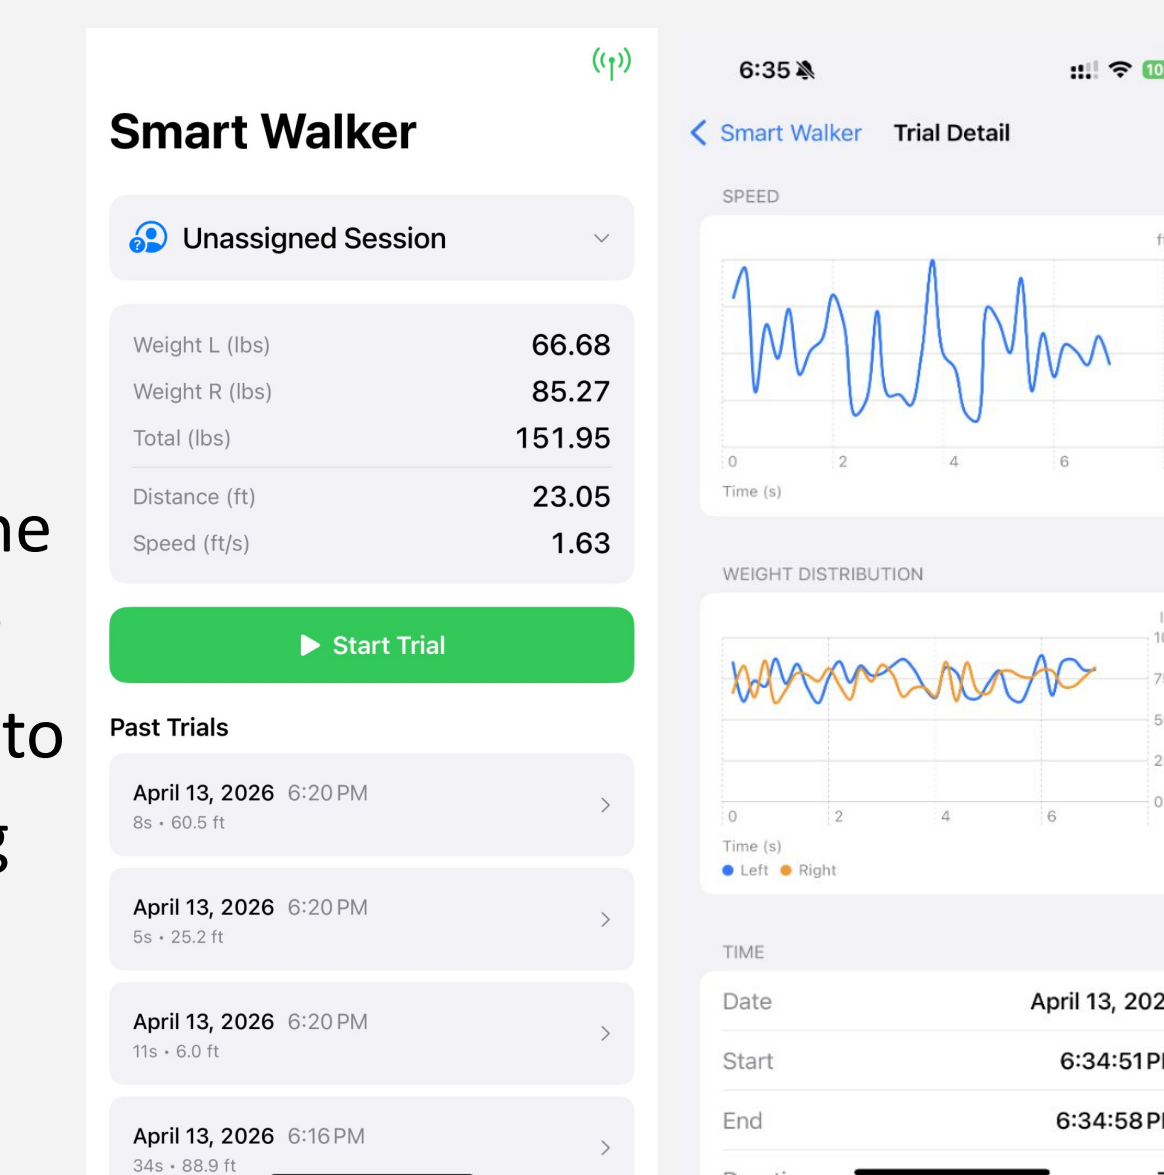 Smart Walker
Unassigned Session
Weight L (lbs) 66.68
Weight R (lbs) 85.27
Total (lbs) 151.95
Distance (ft) 23.05
Speed (ft/s) 1.63
Start Trial
Past Trials
April 13, 2026 6:20 PM
8s • 60.5 ft
April 13, 2026 6:20 PM
5s • 25.2 ft
April 13, 2026 6:20 PM
11s • 6.0 ft
April 13, 2026 6:16 PM
34s • 88.9 ft
to
6:35
Smart Walker Trial Detail
SPEED
0 2 4 6
Time (s)
WEIGHT DISTRIBUTION
0 2 4 6
Time (s)
Left Right
TIME
Date April 13, 202
Start 6:34:51 P
End 6:34:58 P